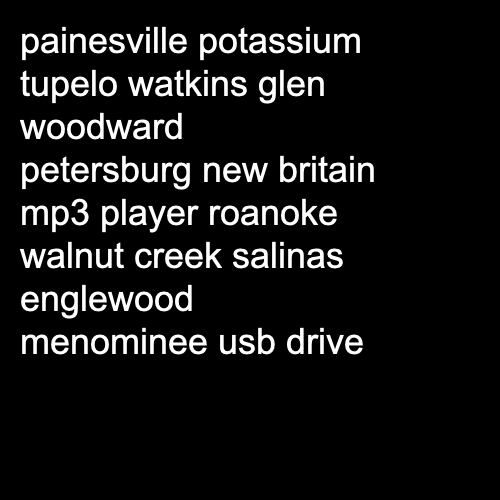 painesville potassium
tupelo watkins glen
woodward
petersburg new britain
mp3 player roanoke
walnut creek salinas
englewood
menominee usb drive